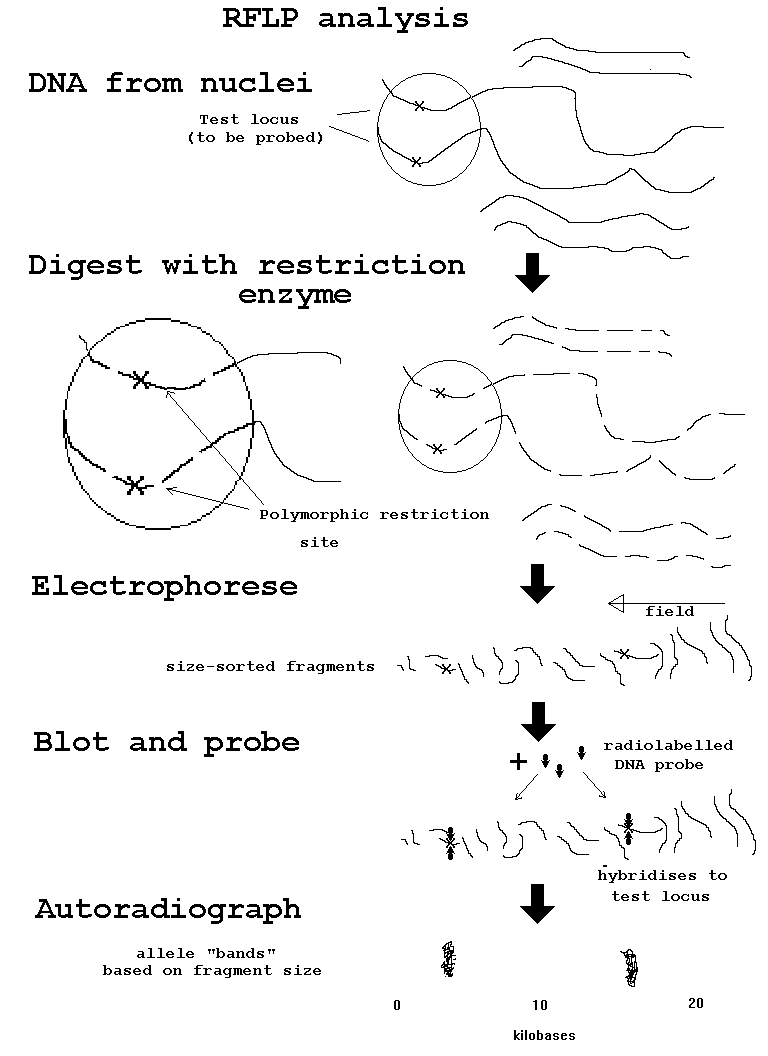 RFLP analysis
DNA from nuclei
Test locus
(to be probed)
Digest with restriction
enzyme
Polymorphic restriction
site
Electrophorese
field
size-sorted fragments
Blot and probe
+
radiolabelled
DNA probe
hybridises to
test locus
Autoradiograph
allele "bands"
based on fragment size
0 10 20
kilobases